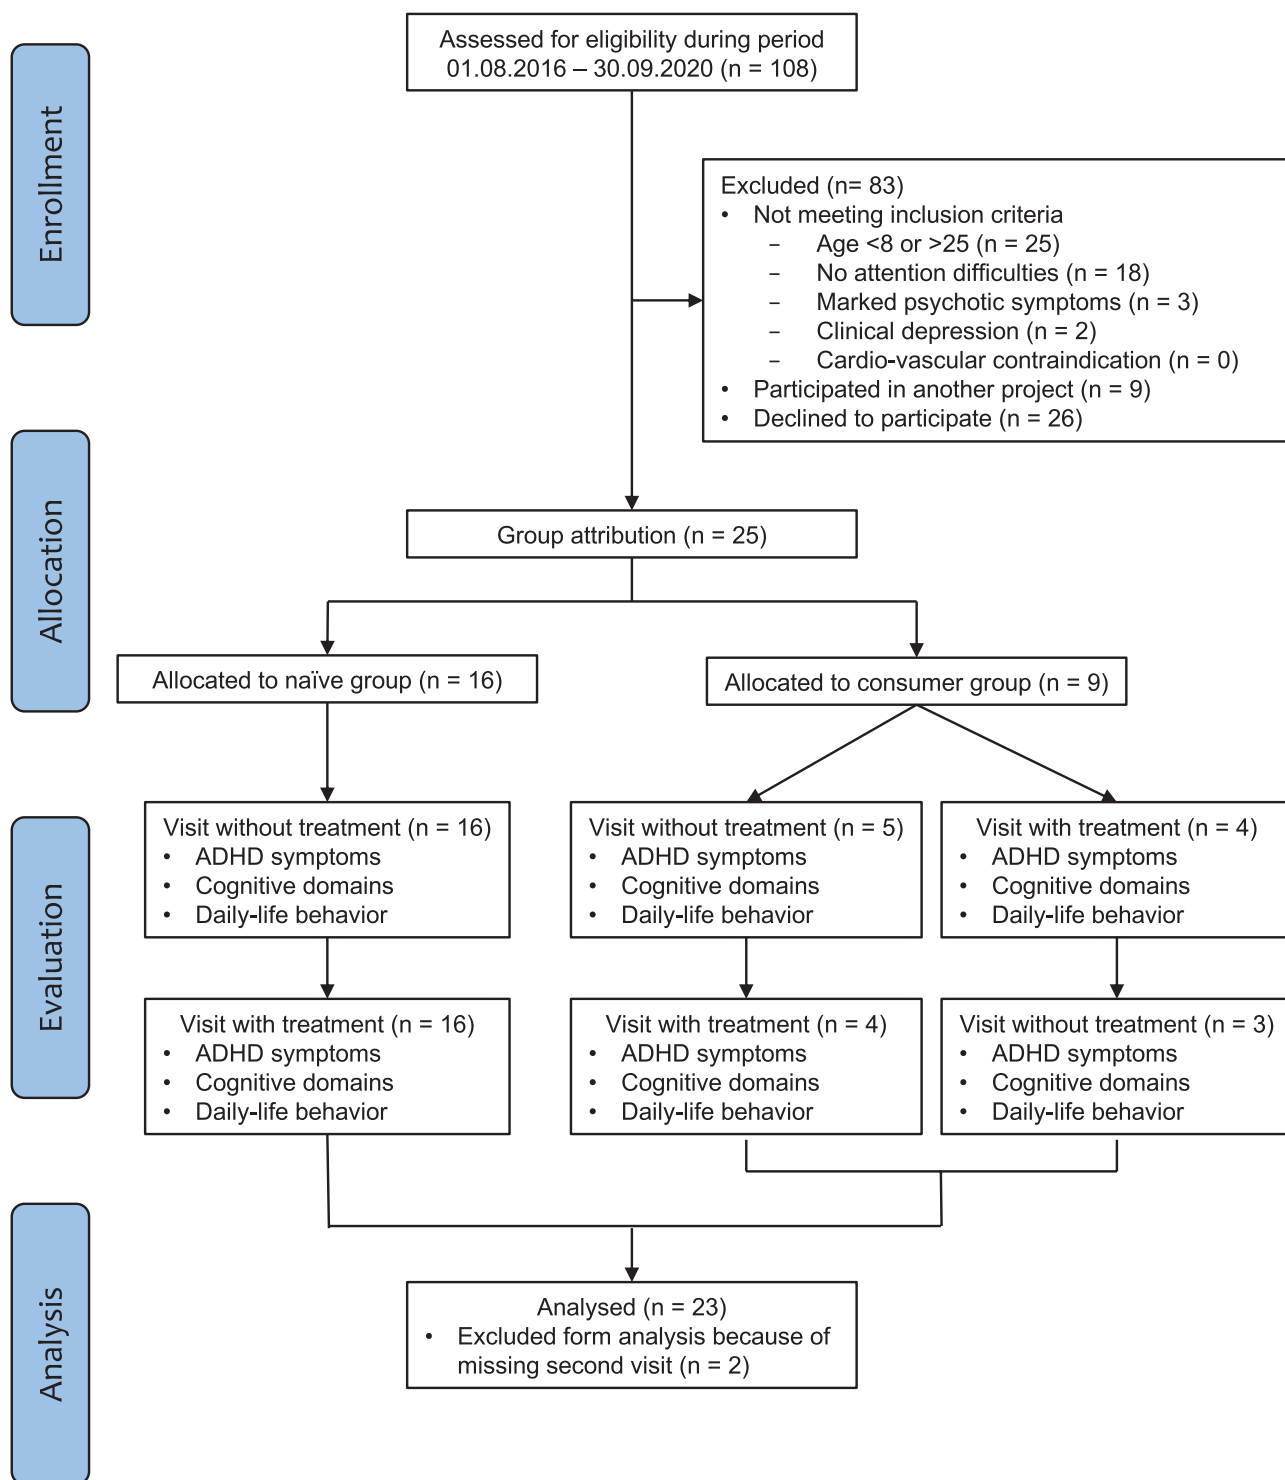 Enrollment
Assessed for eligibility during period
01.08.2016 – 30.09.2020 (n = 108)
Excluded (n= 83)
• Not meeting inclusion criteria
– Age <8 or >25 (n = 25)
– No attention difficulties (n = 18)
– Marked psychotic symptoms (n = 3)
– Clinical depression (n = 2)
– Cardio-vascular contraindication (n = 0)
• Participated in another project (n = 9)
• Declined to participate (n = 26)
Allocation
Group attribution (n = 25)
Allocated to naïve group (n = 16)
Allocated to consumer group (n = 9)
Evaluation
Visit without treatment (n = 16)
• ADHD symptoms
• Cognitive domains
• Daily-life behavior
Visit without treatment (n = 5)
• ADHD symptoms
• Cognitive domains
• Daily-life behavior
Visit with treatment (n = 4)
• ADHD symptoms
• Cognitive domains
• Daily-life behavior
Visit with treatment (n = 16)
• ADHD symptoms
• Cognitive domains
• Daily-life behavior
Visit with treatment (n = 4)
• ADHD symptoms
• Cognitive domains
• Daily-life behavior
Visit without treatment (n = 3)
• ADHD symptoms
• Cognitive domains
• Daily-life behavior
Analysis
Analysed (n = 23)
• Excluded form analysis because of
missing second visit (n = 2)